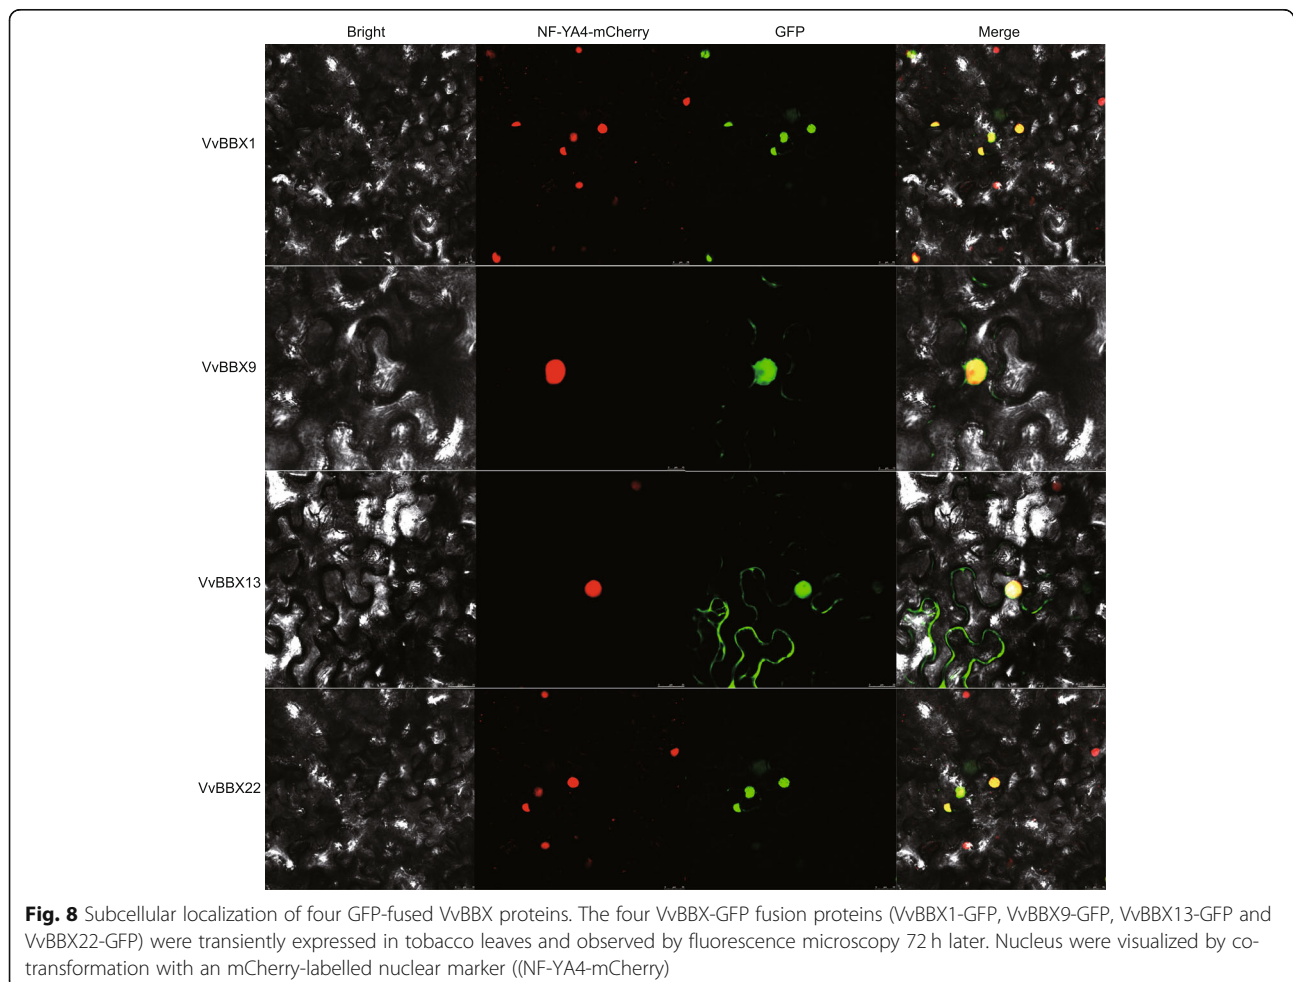 Bright NF-YA4-mCherry GFP Merge
VvBBX1
VvBBX9
VvBBX13
VvBBX22
Fig. 8 Subcellular localization of four GFP-fused VvBBX proteins. The four VvBBX-GFP fusion proteins (VvBBX1-GFP, VvBBX9-GFP, VvBBX13-GFP and
VvBBX22-GFP) were transiently expressed in tobacco leaves and observed by fluorescence microscopy 72 h later. Nucleus were visualized by co-
transformation with an mCherry-labelled nuclear marker ((NF-YA4-mCherry)